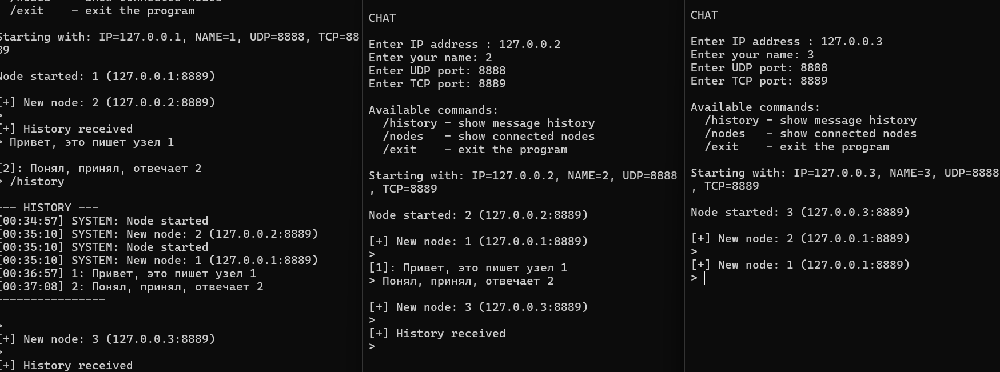 /exit    - exit the program
Starting with: IP=127.0.0.1, NAME=1, UDP=8888, TCP=88
89
Node started: 1 (127.0.0.1:8889)
[+] New node: 2 (127.0.0.2:8889)
>
[+] History received
> Привет, это пишет узел 1
[2]: Понял, принял, отвечает 2
> /history
--- HISTORY ---
[00:34:57] SYSTEM: Node started
[00:35:10] SYSTEM: New node: 2 (127.0.0.2:8889)
[00:35:10] SYSTEM: Node started
[00:35:10] SYSTEM: New node: 1 (127.0.0.1:8889)
[00:36:57] 1: Привет, это пишет узел 1
[00:37:08] 2: Понял, принял, отвечает 2
----------------
>
[+] New node: 3 (127.0.0.3:8889)
>
[+] History received
CHAT
Enter IP address : 127.0.0.2
Enter your name: 2
Enter UDP port: 8888
Enter TCP port: 8889
Available commands:
/history - show message history
/nodes   - show connected nodes
/exit    - exit the program
Starting with: IP=127.0.0.2, NAME=2, UDP=8888
, TCP=8889
Node started: 2 (127.0.0.2:8889)
[+] New node: 1 (127.0.0.1:8889)
>
[1]: Привет, это пишет узел 1
> Понял, принял, отвечает 2
[+] New node: 3 (127.0.0.3:8889)
>
[+] History received
>
CHAT
Enter IP address : 127.0.0.3
Enter your name: 3
Enter UDP port: 8888
Enter TCP port: 8889
Available commands:
/history - show message history
/nodes   - show connected nodes
/exit    - exit the program
Starting with: IP=127.0.0.3, NAME=3, UDP=8888
, TCP=8889
Node started: 3 (127.0.0.3:8889)
[+] New node: 2 (127.0.0.1:8889)
>
[+] New node: 1 (127.0.0.1:8889)
>